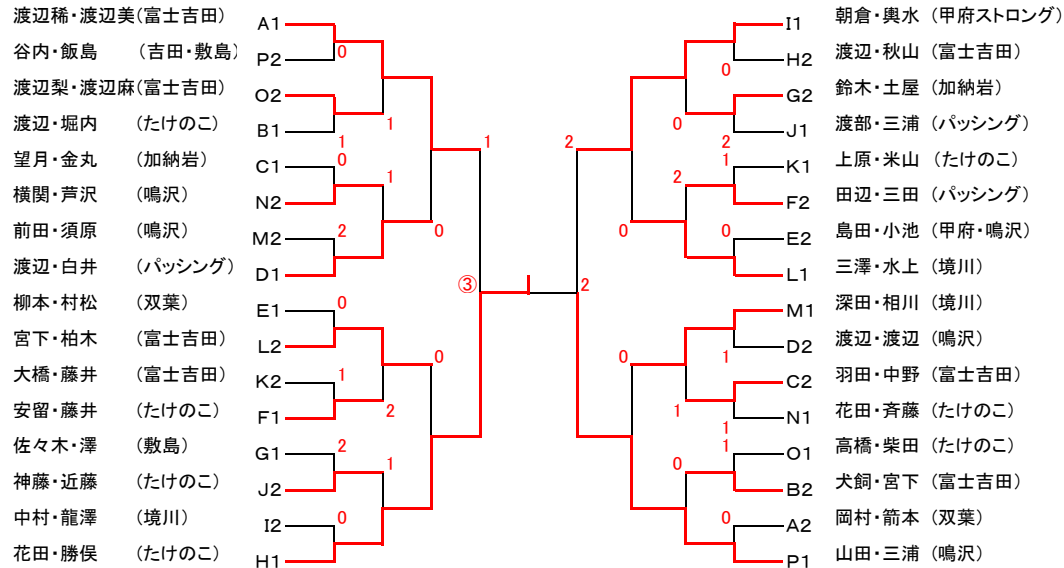 渡辺稀・渡辺美(富士吉田) A1
谷内・飯島 (吉田・敷島) P2 0
渡辺梨・渡辺麻(富士吉田) O2
渡辺・堀内 (たけのこ) B1 1 1
望月・金丸 (加納岩) C1 0 1
横関・芦沢 (鳴沢) N2 1
前田・須原 (鳴沢) M2 2 0
渡辺・白井 (パッシング) D1
柳本・村松 (双葉) E1 0 ③
宮下・柏木 (富士吉田) L2 0
大橋・藤井 (富士吉田) K2 1
安留・藤井 (たけのこ) F1 2
佐々木・澤 (敷島) G1 2
神藤・近藤 (たけのこ) J2 1
中村・龍澤 (境川) I2 0
花田・勝俣 (たけのこ) H1
I1 朝倉・輿水 (甲府ストロング)
0 H2 渡辺・秋山 (富士吉田)
G2 鈴木・土屋 (加納岩)
0 2 J1 渡部・三浦 (パッシング)
2 1 K1 上原・米山 (たけのこ)
2 F2 田辺・三田 (パッシング)
0 0 E2 島田・小池 (甲府・鳴沢)
L1 三澤・水上 (境川)
2 M1 深田・相川 (境川)
0 1 D2 渡辺・渡辺 (鳴沢)
C2 羽田・中野 (富士吉田)
1 1 N1 花田・斉藤 (たけのこ)
1 O1 高橋・柴田 (たけのこ)
0 B2 犬飼・宮下 (富士吉田)
0 A2 岡村・箭本 (双葉)
P1 山田・三浦 (鳴沢)